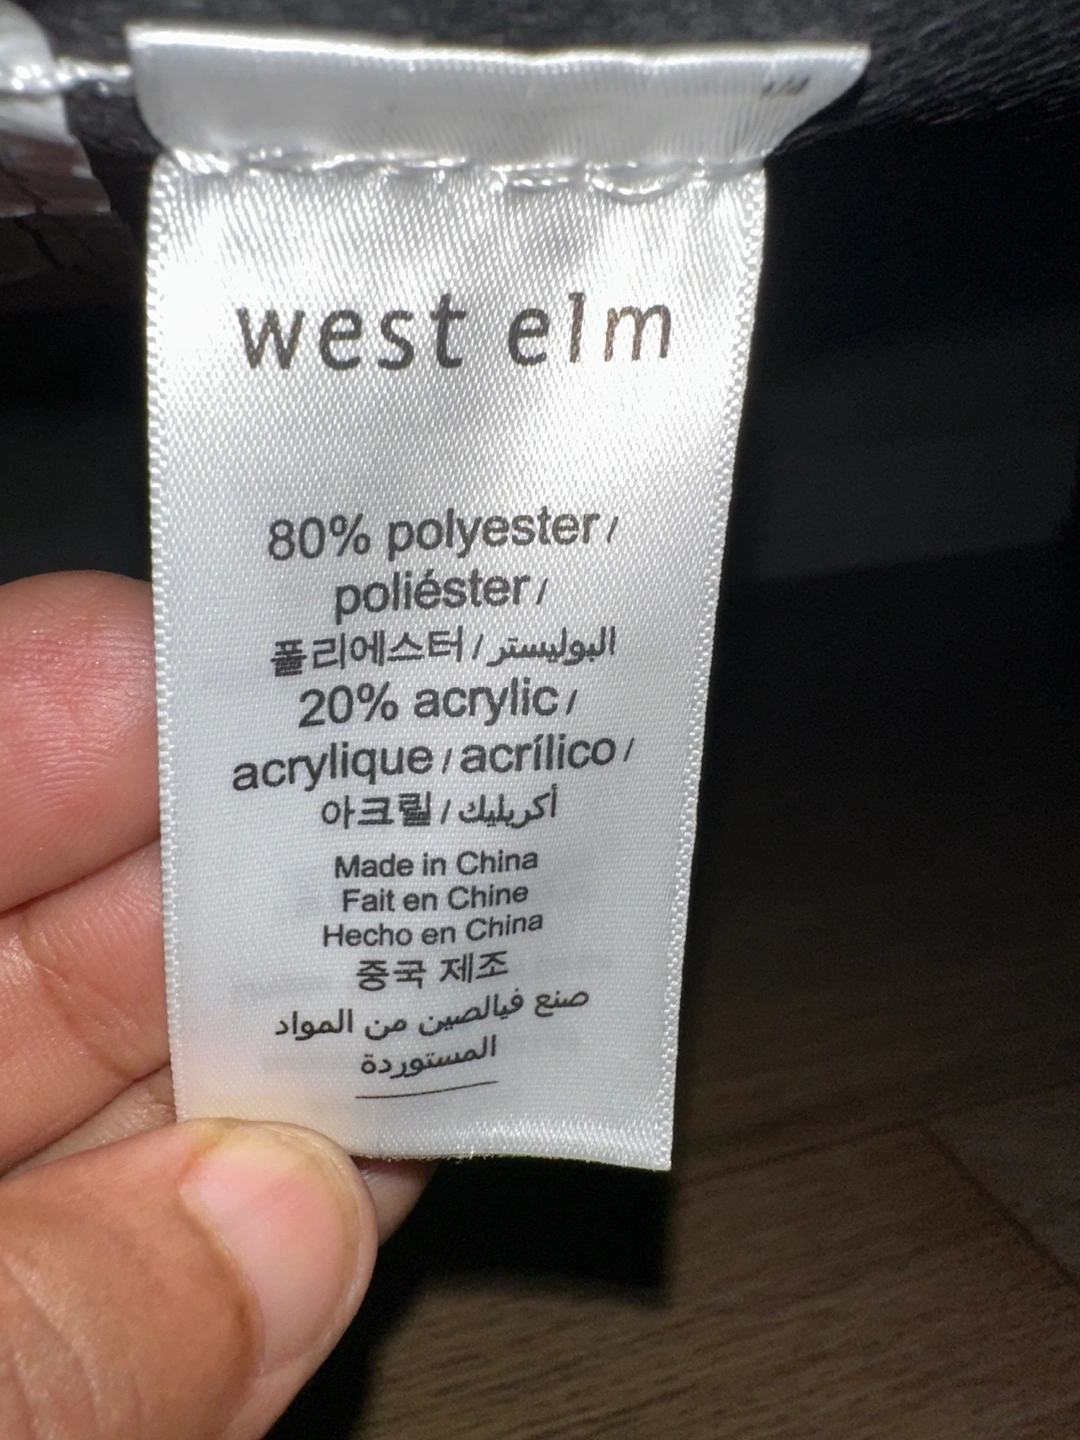 west elm
80% polyester /
poliéster /
폴리에스터 / البوليستر
20% acrylic /
acrylique / acrílico /
아크릴 / أكريليك
Made in China
Fait en Chine
Hecho en China
중국 제조
صنع فيالصين من المواد
المستوردة